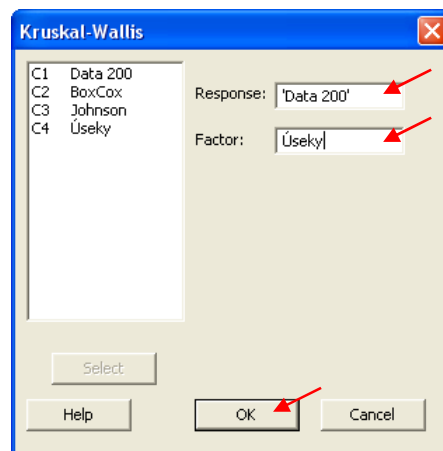 Kruskal-Wallis
C1 Data 200
C2 BoxCox
C3 Johnson
C4 Úseky
Response: 'Data 200'
Factor: Úseky
Select
Help OK Cancel